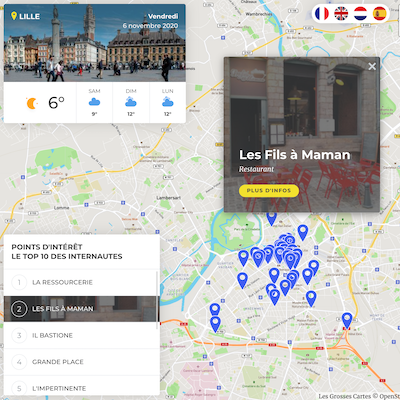 LILLE
Vendredi
6 novembre 2020
6°
SAM
DIM
LUN
9°
12°
12°
Wambrechies
Les Fils à Maman
Restaurant
PLUS D'INFOS
Lambersart
Lomme
POINTS D'INTÉRÊT
LE TOP 10 DES INTERNAUTES
1 LA RESSOURCERIE
2 LES FILS À MAMAN
3 IL BASTIONE
4 GRANDE PLACE
5 L'IMPERTINENTE
Les Grosses Cartes © OpenSt